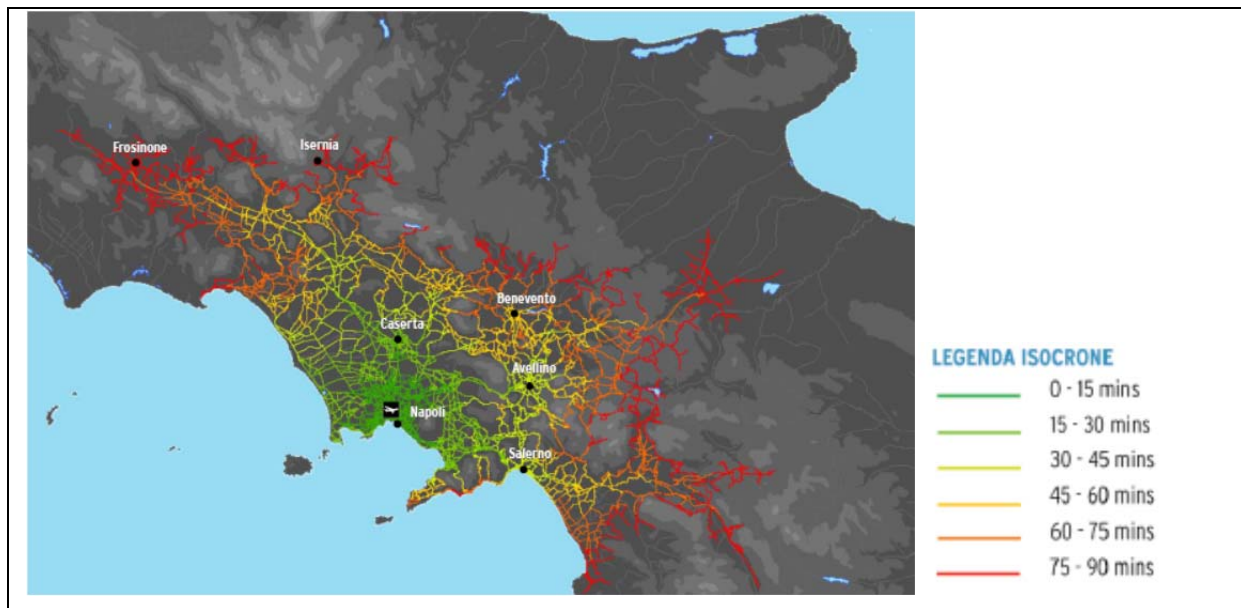 Frosinone
Isernia
Benevento
Caserta
Avellino
Napoli
Salerno
LEGENDA ISOCRONE
0 - 15 mins
15 - 30 mins
30 - 45 mins
45 - 60 mins
60 - 75 mins
75 - 90 mins